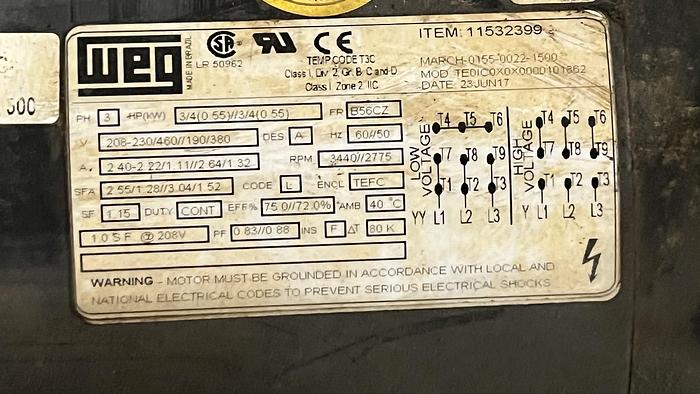 weg
MADE IN BRAZIL
LR 50962
CE
TEMP CODE T3C
Class I, Div 2, Gr. B, C and D
Class I, Zone 2, IIC
ITEM: 11532399
MARCH-0155-0022-1500
MOD. TE0IC0X0X0000101662
DATE: 23JUN17
500
PH 3 HP(KW) 3/4(0.55)//3/4(0.55) FR B56CZ
V 208-230/460//190/380 DES A Hz 60//50
A. 2.40-2.22/1.11//2.64/1.32 RPM 3440//2775
SFA 2.55/1.28//3.04/1.52 CODE L ENCL TEFC
SF 1.15 DUTY CONT. EFF% 75.0//72.0% AMB 40°C
1.0 S.F. @ 208V PF 0.83//0.88 INS F ΔT 80 K
LOW VOLTAGE
T4 T5 T6
T7 T8 T9
T1 T2 T3
YY L1 L2 L3
HIGH VOLTAGE
T4 T5 T6
T7 T8 T9
T1 T2 T3
Y L1 L2 L3
WARNING - MOTOR MUST BE GROUNDED IN ACCORDANCE WITH LOCAL AND
NATIONAL ELECTRICAL CODES TO PREVENT SERIOUS ELECTRICAL SHOCKS